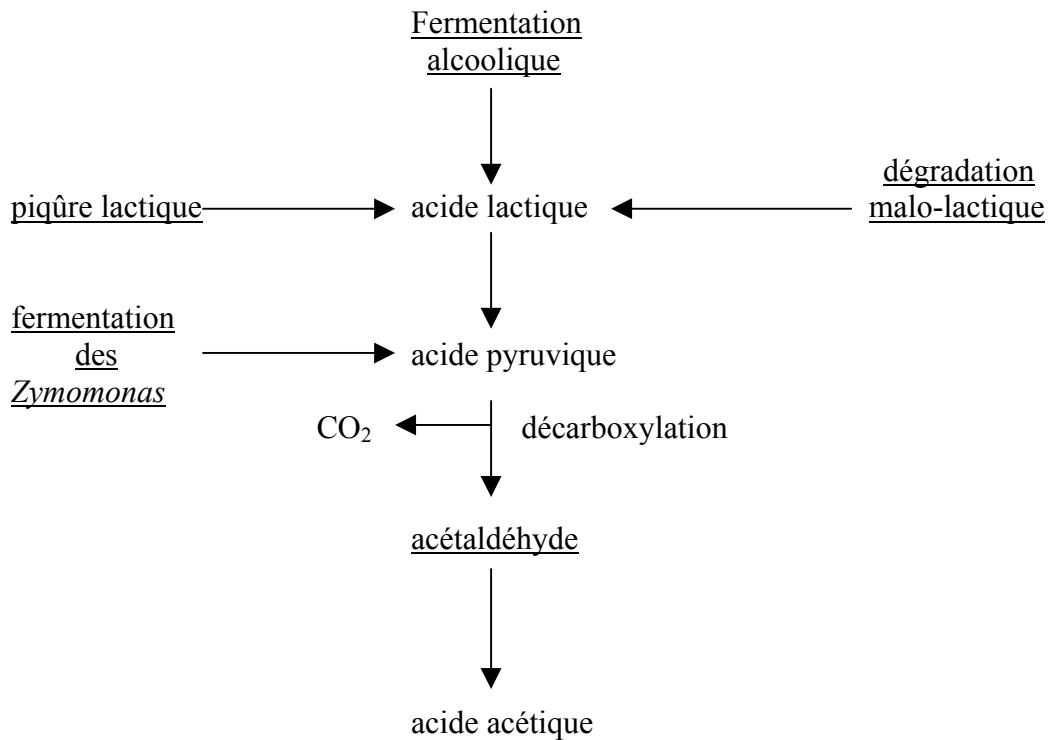 Fermentation
alcoolique
dégradation
malo-lactique
piqûre lactique
acide lactique
fermentation
des
Zymomonas
acide pyruvique
CO₂
décarboxylation
acétaldéhyde
acide acétique